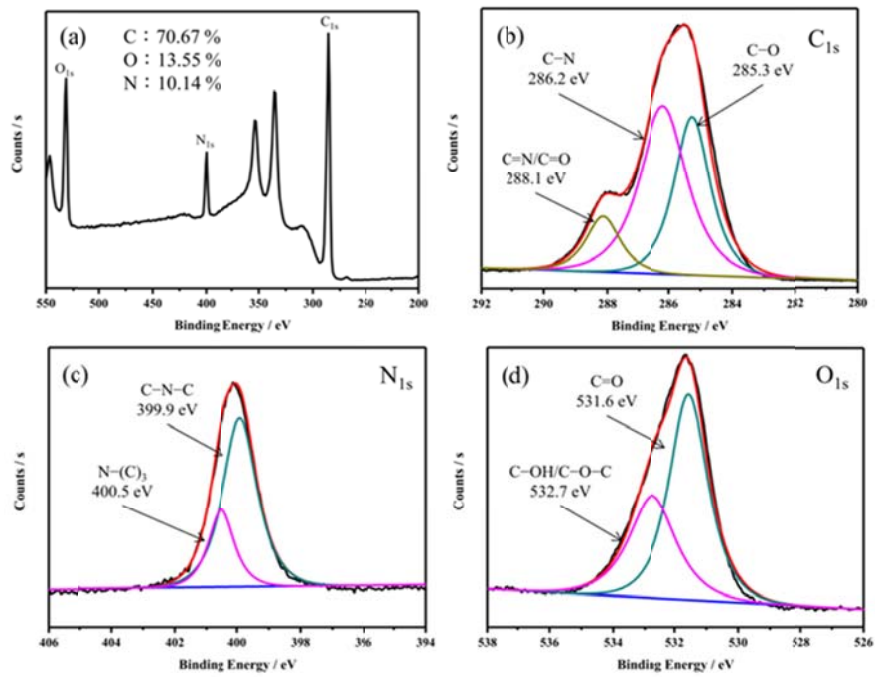 (a)
C : 70.67 %
O : 13.55 %
N : 10.14 %
O1s
N1s
C1s
Counts / s
550 500 450 400 350 300 250 200
Binding Energy / eV
(b)
C1s
C−N
286.2 eV
C−O
285.3 eV
C=N/C=O
288.1 eV
Counts / s
292 290 288 286 284 282 280
Binding Energy / eV
(c)
N1s
C−N−C
399.9 eV
N−(C)3
400.5 eV
Counts / s
406 404 402 400 398 396 394
Binding Energy / eV
(d)
O1s
C=O
531.6 eV
C−OH/C−O−C
532.7 eV
Counts / s
538 536 534 532 530 528 526
Binding Energy / eV